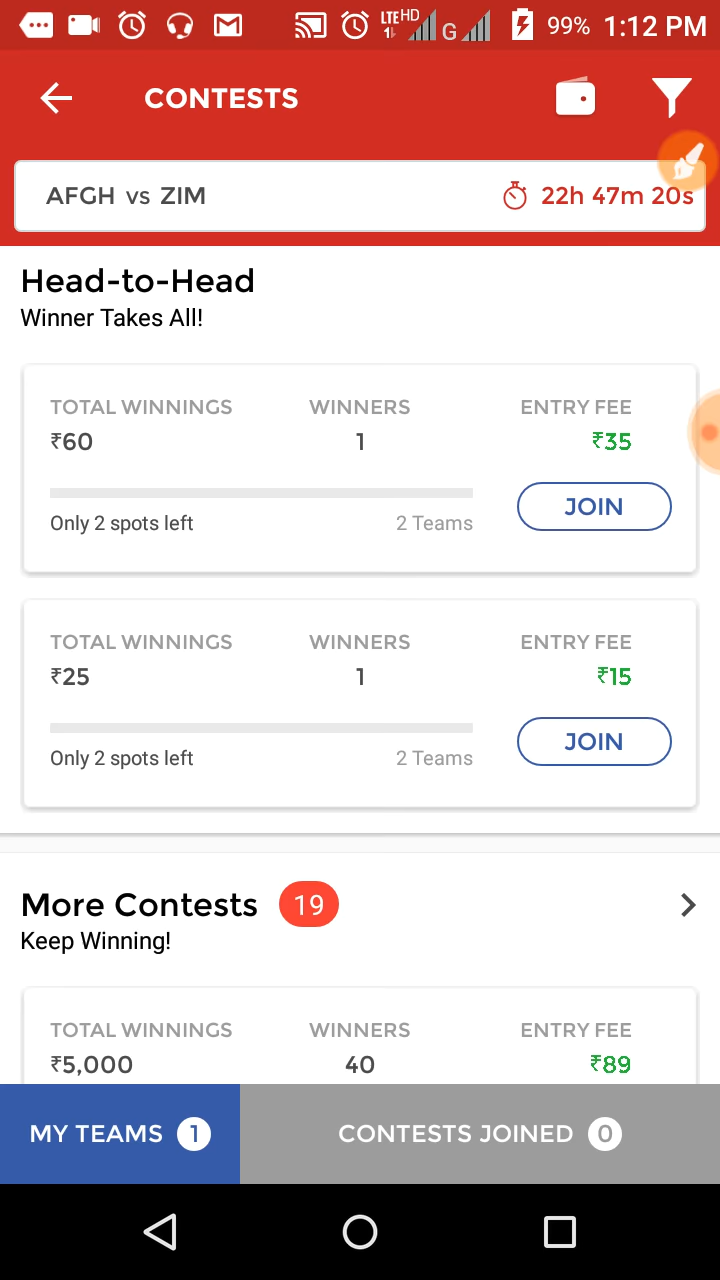 LTE HD G 99% 1:12 PM
CONTESTS
AFGH vs ZIM 22h 47m 20s
Head-to-Head
Winner Takes All!
TOTAL WINNINGS WINNERS ENTRY FEE
₹60 1 ₹35
JOIN
Only 2 spots left 2 Teams
TOTAL WINNINGS WINNERS ENTRY FEE
₹25 1 ₹15
JOIN
Only 2 spots left 2 Teams
More Contests 19
Keep Winning!
TOTAL WINNINGS WINNERS ENTRY FEE
₹5,000 40 ₹89
MY TEAMS 1 CONTESTS JOINED 0